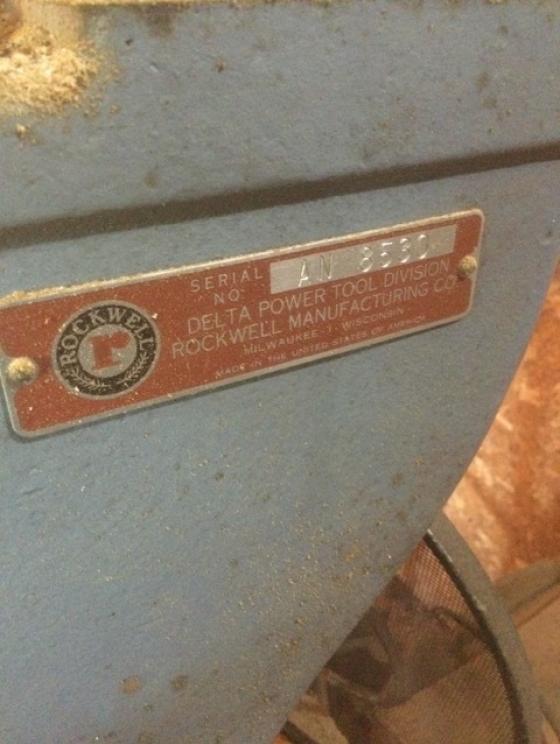 SERIAL
NO.
AN 8530
DELTA POWER TOOL DIVISION
ROCKWELL MANUFACTURING CO.
MILWAUKEE · 1 · WISCONSIN
MADE IN THE UNITED STATES OF AMERICA
ROCKWELL
r